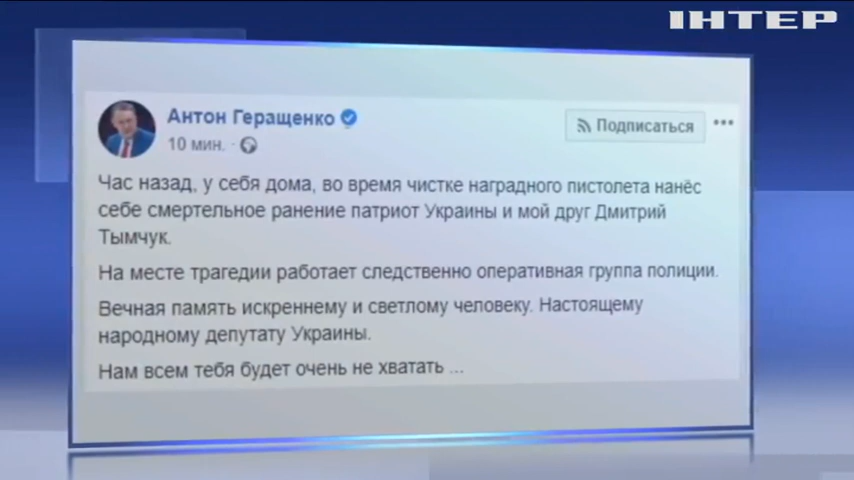 ІНТЕР
Антон Геращенко
10 мин.
Подписаться
Час назад, у себя дома, во время чистке наградного пистолета нанёс
себе смертельное ранение патриот Украины и мой друг Дмитрий
Тымчук.
На месте трагедии работает следственно оперативная группа полиции.
Вечная память искреннему и светлому человеку. Настоящему
народному депутату Украины.
Нам всем тебя будет очень не хватать ...